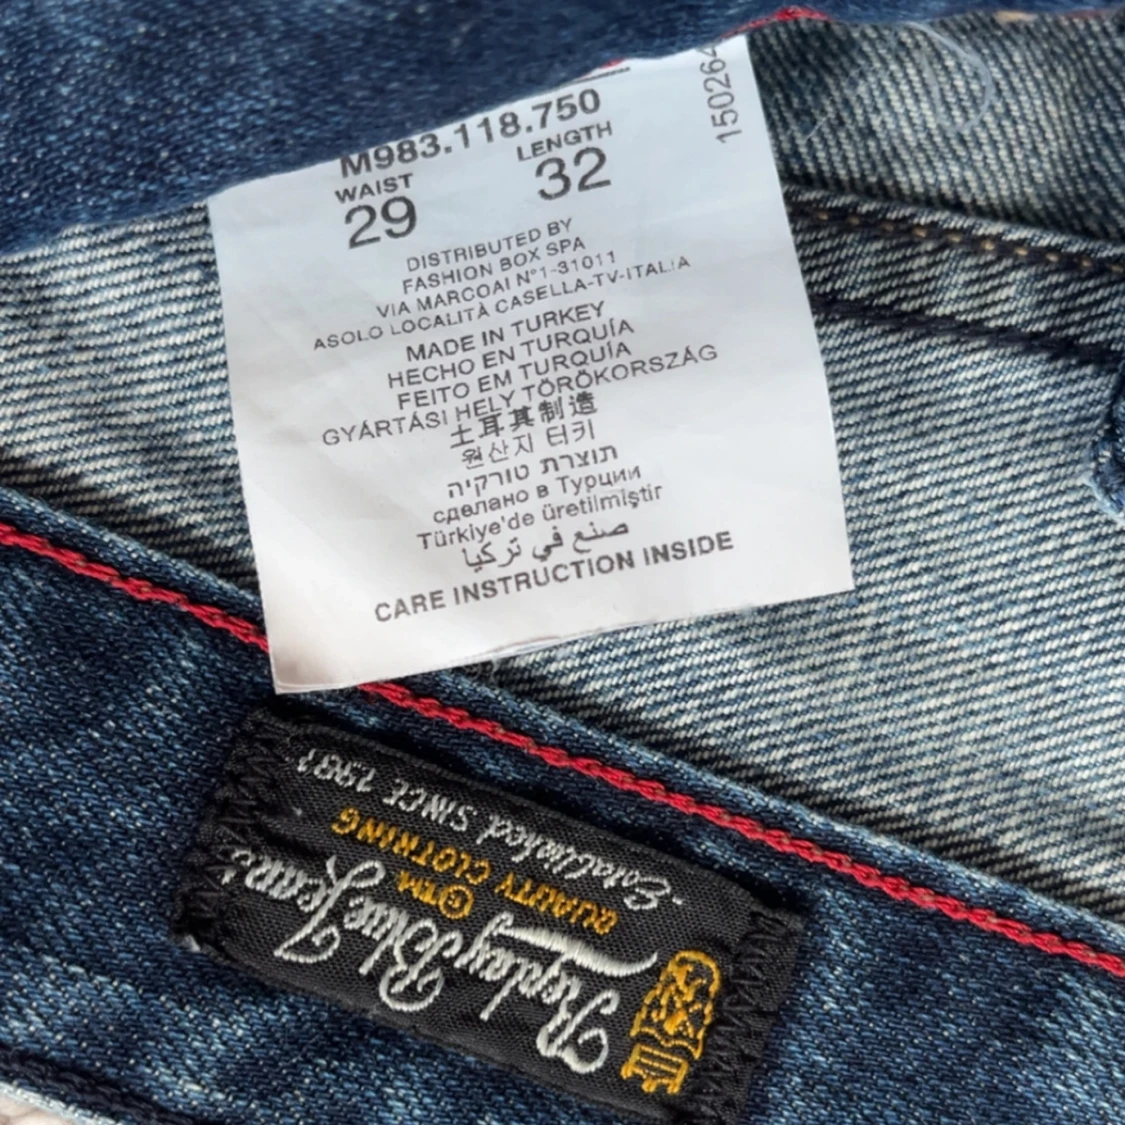 150264
M983.118.750
WAIST LENGTH
29 32
DISTRIBUTED BY
FASHION BOX SPA
VIA MARCOAI N°1-31011
ASOLO LOCALITÀ CASELLA-TV-ITALIA
MADE IN TURKEY
HECHO EN TURQUÍA
FEITO EM TURQUÍA
GYÁRTÁSI HELY TÖRÖKORSZÁG
土耳其制造
원산지 터키
תוצרת טורקיה
сделано в Турции
Türkiye'de üretilmiştir
صنع في تركيا
CARE INSTRUCTION INSIDE
Replay Blue Jeans
©TM.
QUALITY CLOTHING
·Established SINCE 1981